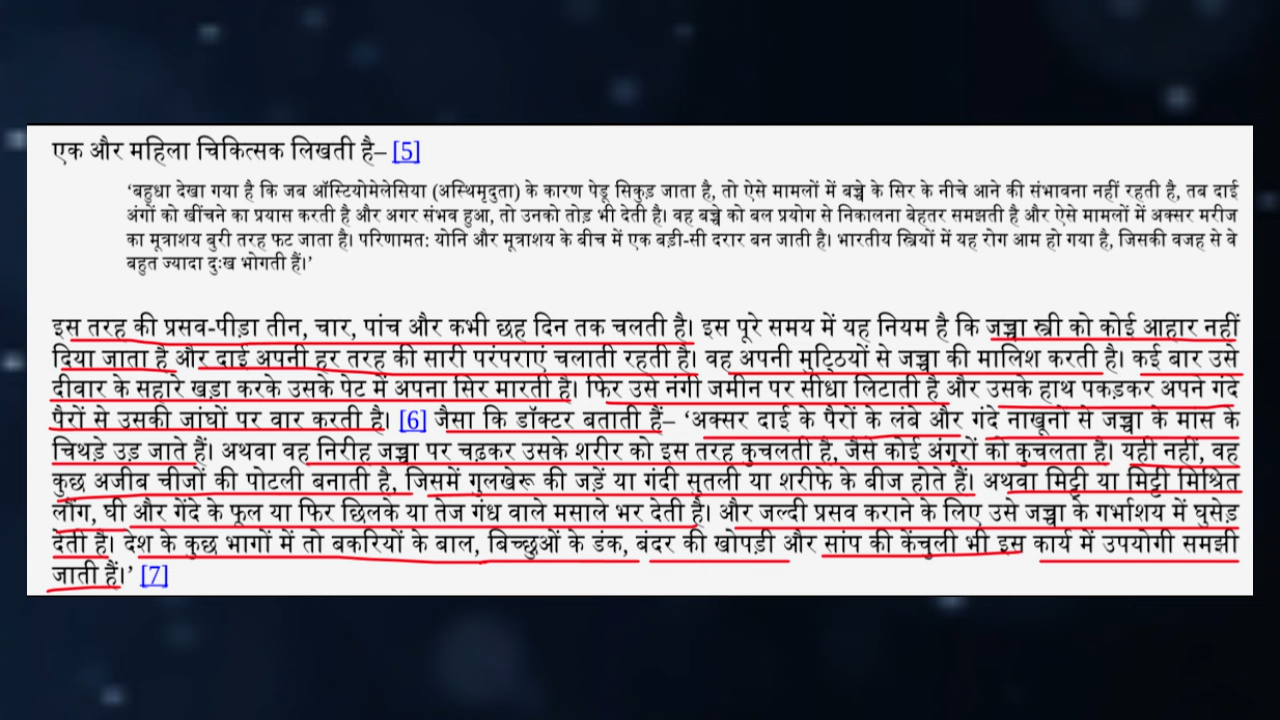 एक और महिला चिकित्सक लिखती है– [5]
‘बहुधा देखा गया है कि जब ऑस्टियोमेलेसिया (अस्थिमृदुता) के कारण पेडू सिकुड़ जाता है, तो ऐसे मामलों में बच्चे के सिर के नीचे आने की संभावना नहीं रहती है, तब दाई
अंगों को खींचने का प्रयास करती है और अगर संभव हुआ, तो उनको तोड़ भी देती है। वह बच्चे को बल प्रयोग से निकालना बेहतर समझती है और ऐसे मामलों में अक्सर मरीज
का मूत्राशय बुरी तरह फट जाता है। परिणामत: योनि और मूत्राशय के बीच में एक बड़ी-सी दरार बन जाती है। भारतीय स्त्रियों में यह रोग आम हो गया है, जिसकी वजह से वे
बहुत ज्यादा दुःख भोगती हैं।’
इस तरह की प्रसव-पीड़ा तीन, चार, पांच और कभी छह दिन तक चलती है। इस पूरे समय में यह नियम है कि जच्चा स्त्री को कोई आहार नहीं
दिया जाता है और दाई अपनी हर तरह की सारी परंपराएं चलाती रहती है। वह अपनी मुट्ठियों से जच्चा की मालिश करती है। कई बार उसे
दीवार के सहारे खड़ा करके उसके पेट में अपना सिर मारती है। फिर उसे नंगी जमीन पर सीधा लिटाती है और उसके हाथ पकड़कर अपने गंदे
पैरों से उसकी जांघों पर वार करती है। [6] जैसा कि डॉक्टर बताती हैं– ‘अक्सर दाई के पैरों के लंबे और गंदे नाखूनों से जच्चा के मांस के
चिथड़े उड़ जाते हैं। अथवा वह निरीह जच्चा पर चढ़कर उसके शरीर को इस तरह कुचलती है, जैसे कोई अंगूरों को कुचलता है। यही नहीं, वह
कुछ अजीब चीजों की पोटली बनाती है, जिसमें गुलखेरू की जड़ें या गंदी सुतली या शरीफे के बीज होते हैं। अथवा मिट्टी या मिट्टी मिश्रित
लौंग, घी और गेंदे के फूल या फिर छिलके या तेज गंध वाले मसाले भर देती है। और जल्दी प्रसव कराने के लिए उसे जच्चा के गर्भाशय में घुसेड़
देती है। देश के कुछ भागों में तो बकरियों के बाल, बिच्छुओं के डंक, बंदर की खोपड़ी और सांप की केंचुली भी इस कार्य में उपयोगी समझी
जाती हैं।’ [7]